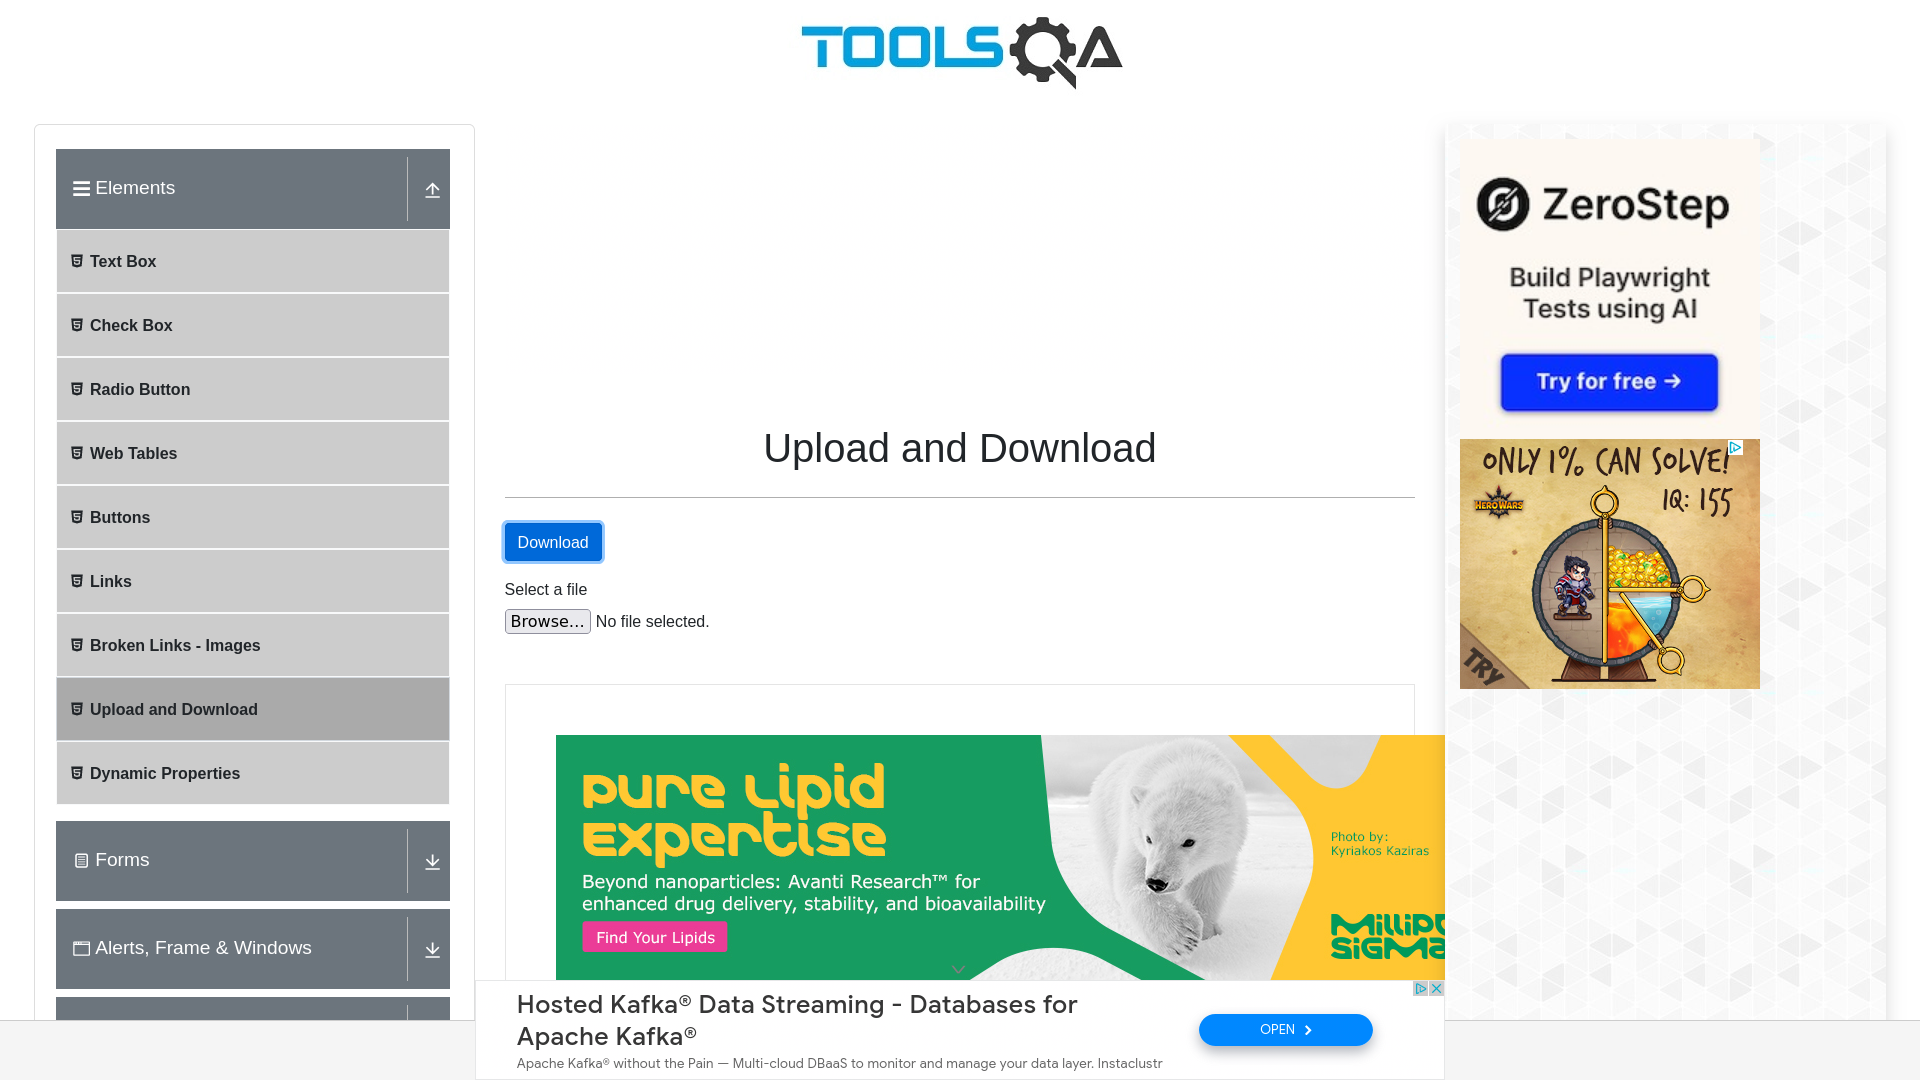 TOOLSQA
Elements
Text Box
Check Box
Radio Button
Web Tables
Buttons
Links
Broken Links - Images
Upload and Download
Dynamic Properties
Forms
Alerts, Frame & Windows
Upload and Download
Download
Select a file
Browse... No file selected.
Pure Lipid
Expertise
Beyond nanoparticles: Avanti Research™ for
enhanced drug delivery, stability, and bioavailability
Find Your Lipids
Photo by:
Kyriakos Kaziras
Hosted Kafka® Data Streaming - Databases for
Apache Kafka®
Apache Kafka® without the Pain — Multi-cloud DBaaS to monitor and manage your data layer. Instaclustr
OPEN
ZeroStep
Build Playwright
Tests using AI
Try for free →
ONLY 1% CAN SOLVE!
HERO WARS
IQ: 155
TRY